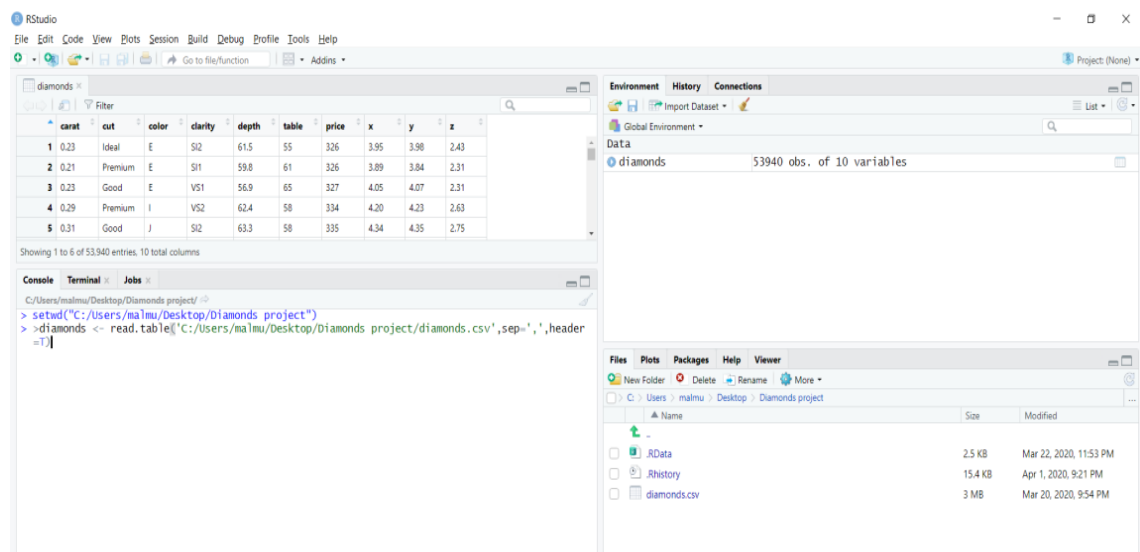 RStudio
File Edit Code View Plots Session Build Debug Profile Tools Help
Go to file/function Addins
Project: (None)
diamonds
Filter
carat cut color clarity depth table price x y z
1 0.23 Ideal E SI2 61.5 55 326 3.95 3.98 2.43
2 0.21 Premium E SI1 59.8 61 326 3.89 3.84 2.31
3 0.23 Good E VS1 56.9 65 327 4.05 4.07 2.31
4 0.29 Premium I VS2 62.4 58 334 4.20 4.23 2.63
5 0.31 Good J SI2 63.3 58 335 4.34 4.35 2.75
Showing 1 to 6 of 53,940 entries, 10 total columns
Console Terminal Jobs
C:/Users/malmu/Desktop/Diamonds project/
> setwd("C:/Users/malmu/Desktop/Diamonds project")
> >diamonds <- read.table('C:/Users/malmu/Desktop/Diamonds project/diamonds.csv',sep=',',header
=T)
Environment History Connections
Import Dataset
List
Global Environment
Data
diamonds 53940 obs. of 10 variables
Files Plots Packages Help Viewer
New Folder Delete Rename More
C: > Users > malmu > Desktop > Diamonds project
...
Name Size Modified
..
.RData 2.5 KB Mar 22, 2020, 11:53 PM
.Rhistory 15.4 KB Apr 1, 2020, 9:21 PM
diamonds.csv 3 MB Mar 20, 2020, 9:54 PM